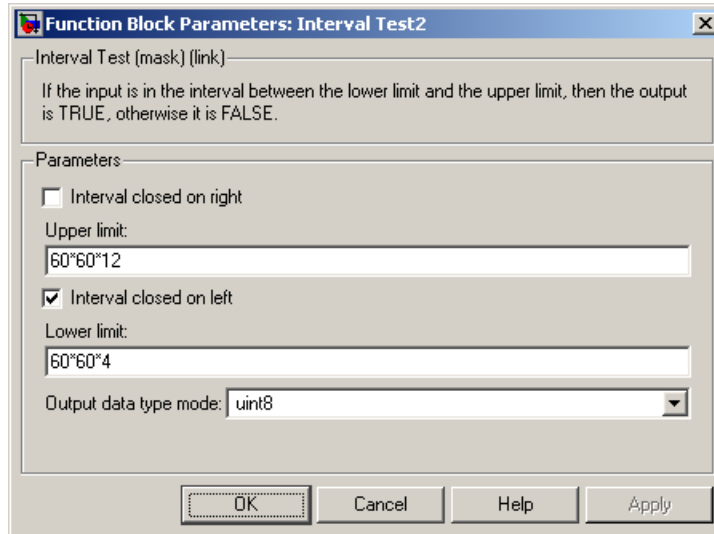 Function Block Parameters: Interval Test2
Interval Test (mask) (link)
If the input is in the interval between the lower limit and the upper limit, then the output
is TRUE, otherwise it is FALSE.
Parameters
Interval closed on right
Upper limit:
60*60*12
Interval closed on left
Lower limit:
60*60*4
Output data type mode: uint8
OK Cancel Help Apply